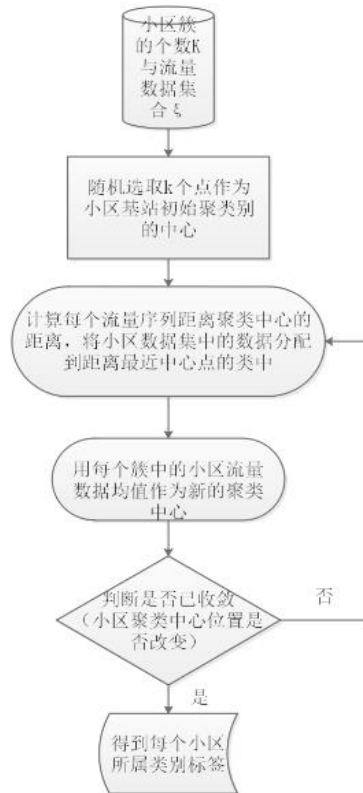 小区簇
的个数K
与流量
数据集
合ξ
随机选取k个点作为
小区基站初始聚类别
的中心
计算每个流量序列距离聚类中心的
距离，将小区数据集中的数据分配
到距离最近中心点的类中
用每个簇中的小区流量
数据均值作为新的聚类
中心
判断是否已收敛
（小区聚类中心位置是
否改变）
否
是
得到每个小区
所属类别标签